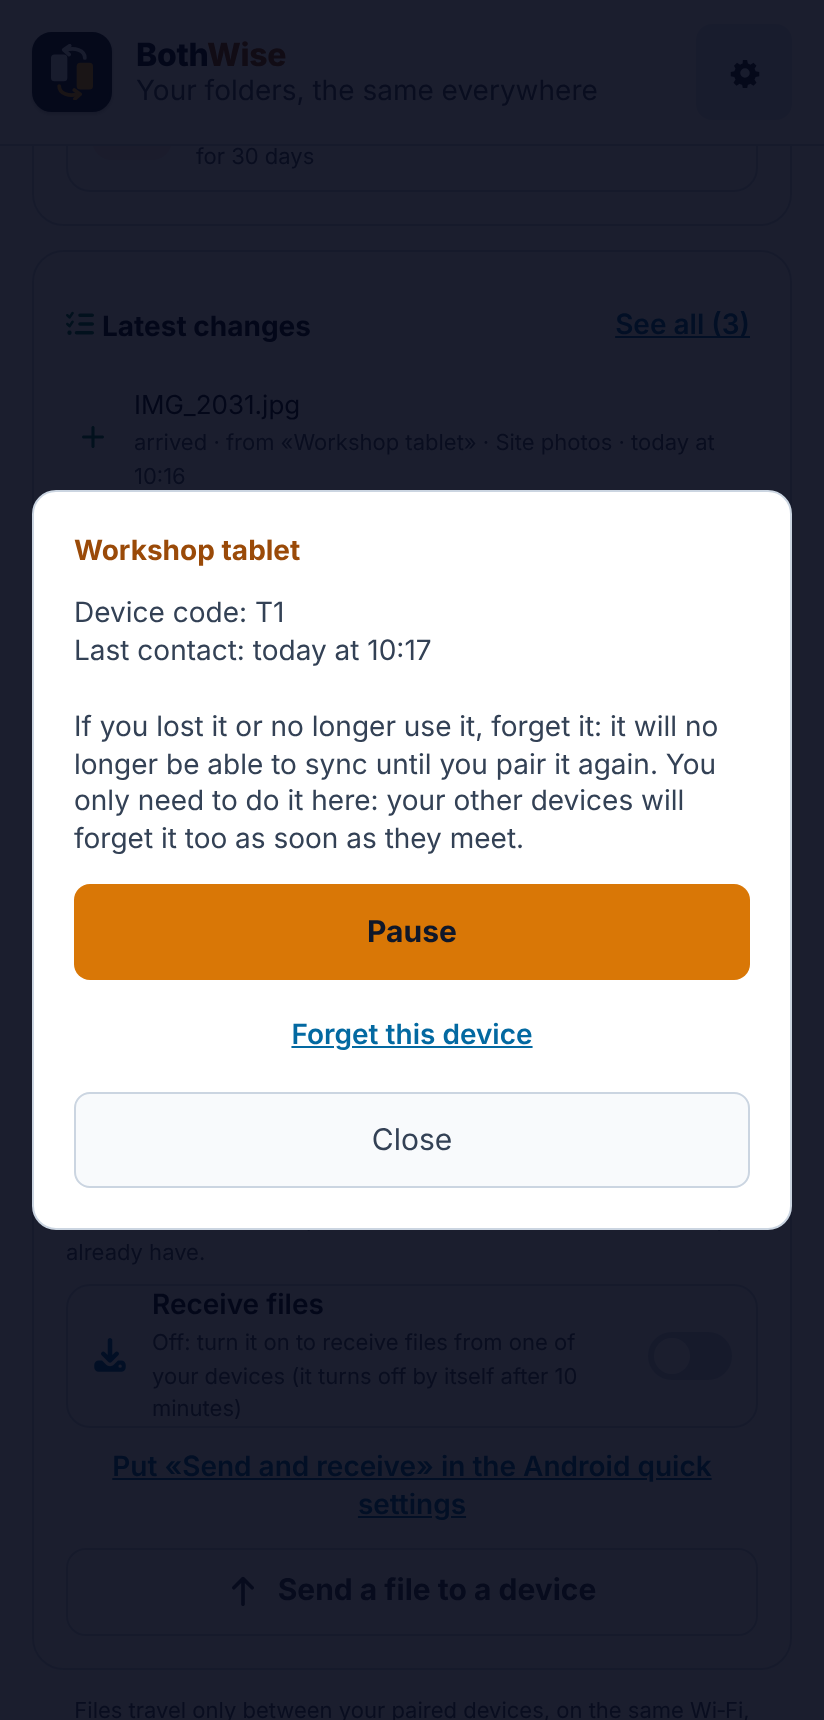 BothWise
Your folders, the same everywhere
for 30 days
Latest changes
See all (3)
IMG_2031.jpg
arrived · from «Workshop tablet» · Site photos · today at
10:16
Workshop tablet
Device code: T1
Last contact: today at 10:17
If you lost it or no longer use it, forget it: it will no
longer be able to sync until you pair it again. You
only need to do it here: your other devices will
forget it too as soon as they meet.
Pause
Forget this device
Close
already have.
Receive files
Off: turn it on to receive files from one of
your devices (it turns off by itself after 10
minutes)
Put «Send and receive» in the Android quick
settings
Send a file to a device
Files travel only between your paired devices, on the same Wi-Fi,